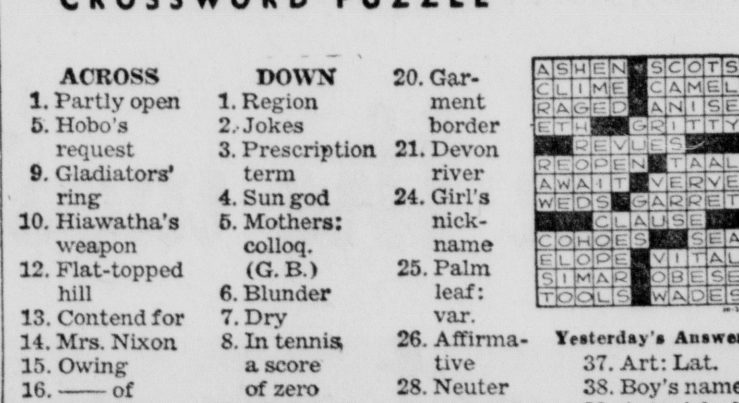 CROSSWORD PUZZLE
ACROSS
1. Partly open
5. Hobo's
request
9. Gladiators'
ring
10. Hiawatha's
weapon
12. Flat-topped
hill
13. Contend for
14. Mrs. Nixon
15. Owing
16. —— of
DOWN
1. Region
2. Jokes
3. Prescription
term
4. Sun god
5. Mothers:
colloq.
(G. B.)
6. Blunder
7. Dry
8. In tennis,
a score
of zero
20. Gar-
ment
border
21. Devon
river
24. Girl's
nick-
name
25. Palm
leaf:
var.
26. Affirma-
tive
28. Neuter
ASHEN SCOTS
CLIME CAMEL
RAGED ANISE
ETH GRITTY
REVUES
REOPEN TAAL
AWAIT VERVE
WEDS GARRET
CLAUSE
COHOES SEA
ELOPE VITAL
SIMAR OBESE
TOOLS WADES
Yesterday's Answe
37. Art: Lat.
38. Boy's name